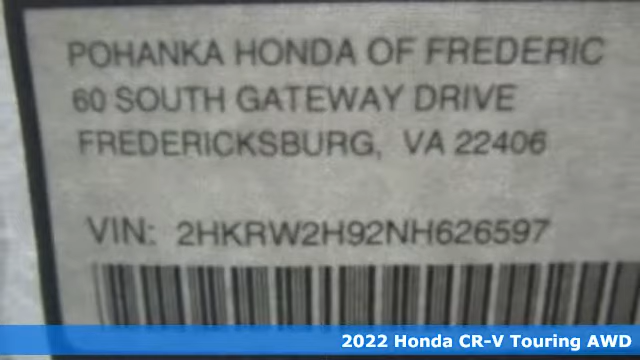 POHANKA HONDA OF FREDERIC
60 SOUTH GATEWAY DRIVE
FREDERICKSBURG, VA 22406
VIN: 2HKRW2H92NH626597
2022 Honda CR-V Touring AWD